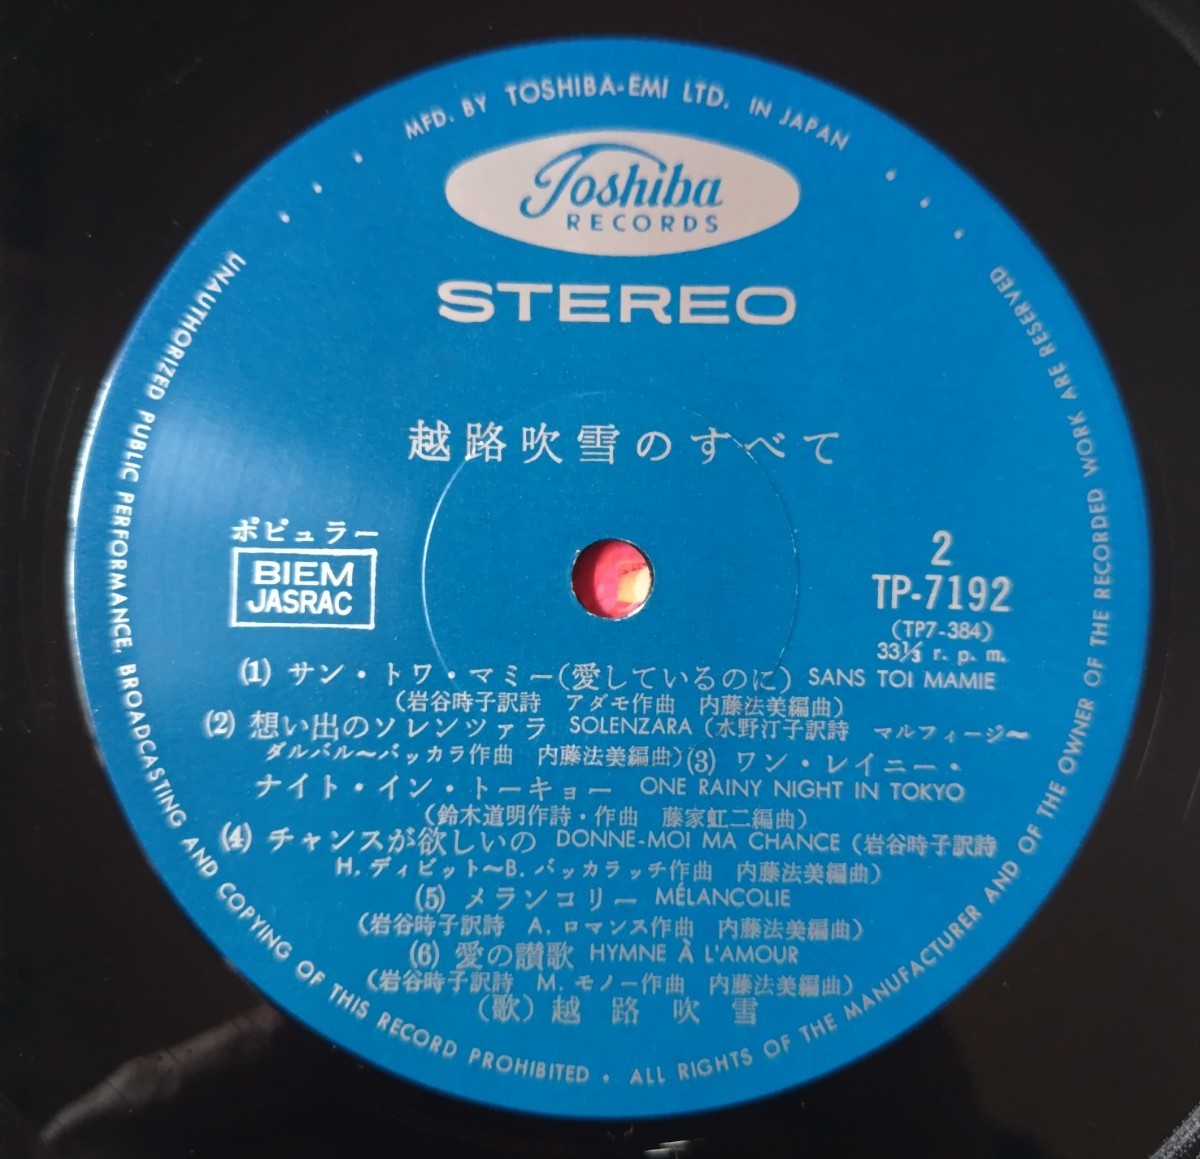 MFD. BY TOSHIBA-EMI LTD. IN JAPAN
Toshiba
RECORDS
STEREO
越路吹雪のすべて
ポピュラー
BIEM
JASRAC
2
TP-7192
(TP7-384)
33⅓ r. p. m.
(1) サン・トワ・マミー(愛しているのに) SANS TOI MAMIE
(岩谷時子訳詩 アダモ作曲 内藤法美編曲)
(2) 想い出のソレンツァラ SOLENZARA (水野汀子訳詩 マルフィージ〜
ダルバル〜バッカラ作曲 内藤法美編曲) (3) ワン・レイニー・
ナイト・イン・トーキョー ONE RAINY NIGHT IN TOKYO
(鈴木道明作詩・作曲 藤家虹二編曲)
(4) チャンスが欲しいの DONNE-MOI MA CHANCE (岩谷時子訳詩
H. デイビット〜B. バッカラッチ作曲 内藤法美編曲)
(5) メランコリー MÉLANCOLIE
(岩谷時子訳詩 A. ロマンス作曲 内藤法美編曲)
(6) 愛の讃歌 HYMNE À L'AMOUR
(岩谷時子訳詩 M. モノー作曲 内藤法美編曲)
(歌) 越路吹雪
UNAUTHORIZED PUBLIC PERFORMANCE, BROADCASTING AND COPYING OF THIS RECORD PROHIBITED · ALL RIGHTS OF THE MANUFACTURER AND OF THE OWNER OF THE RECORDED WORK ARE RESERVED